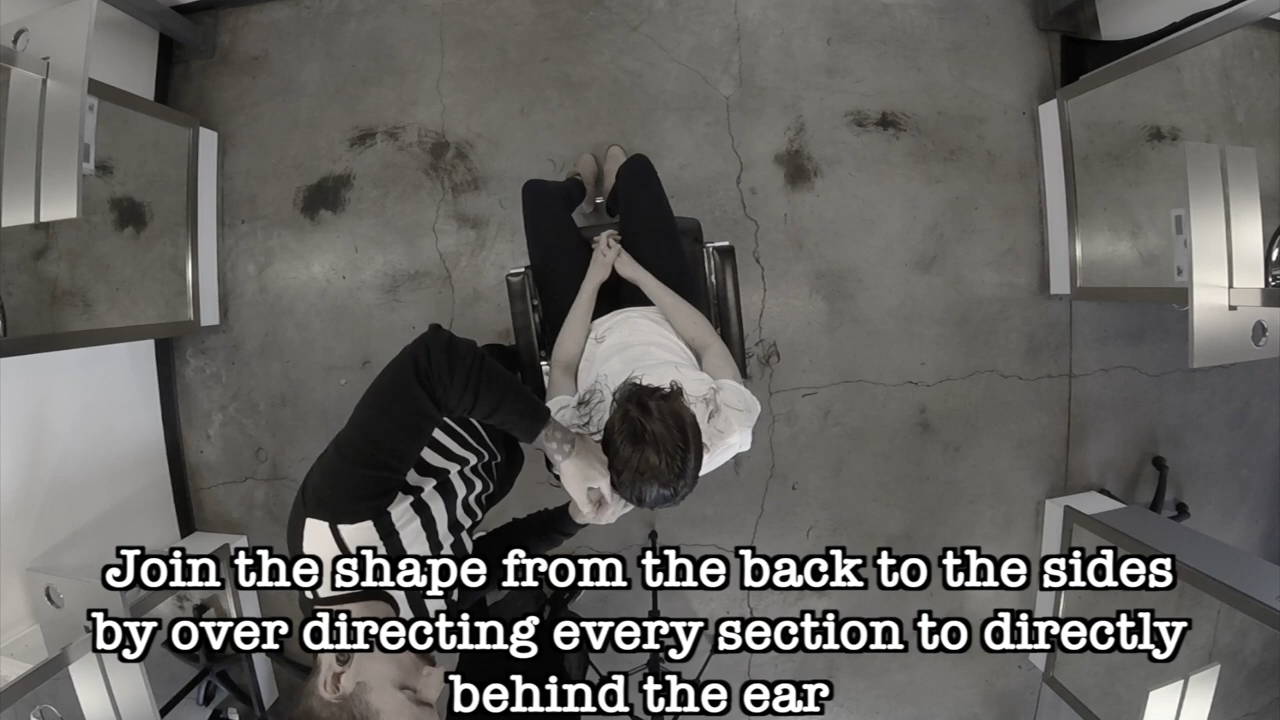 Join the shape from the back to the sides
by over directing every section to directly
behind the ear